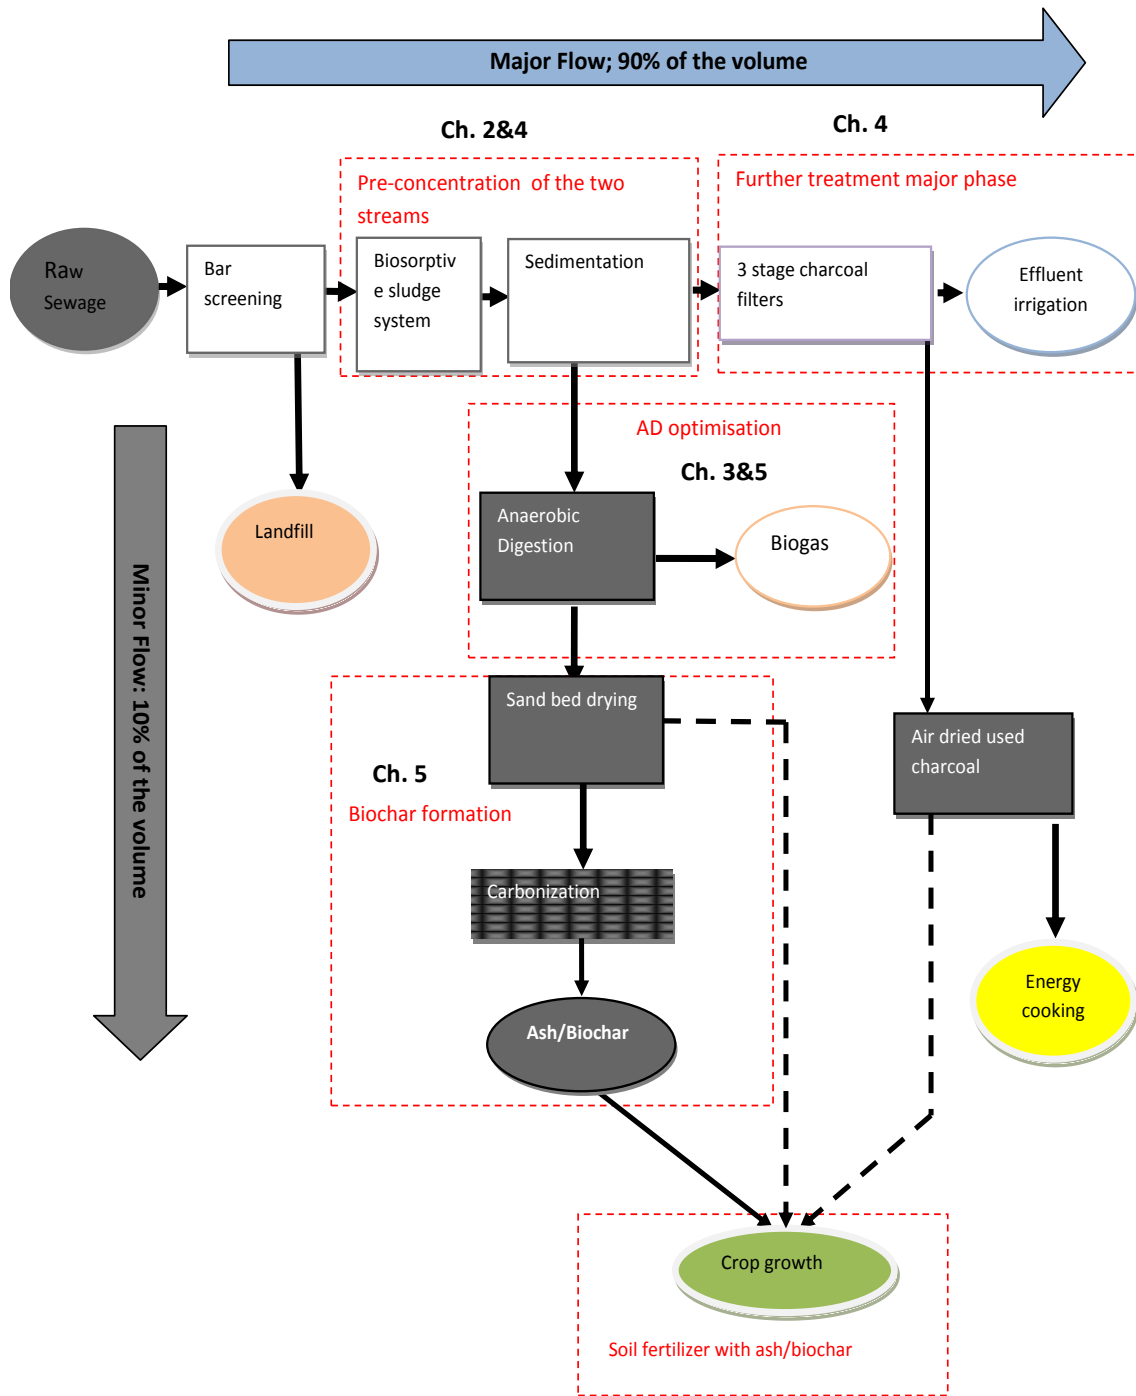 Major Flow; 90% of the volume
Ch. 2&4
Ch. 4
Pre-concentration of the two
streams
Further treatment major phase
Raw
Sewage
Bar
screening
Biosorptiv
e sludge
system
Sedimentation
3 stage charcoal
filters
Effluent
irrigation
AD optimisation
Ch. 3&5
Landfill
Anaerobic
Digestion
Biogas
Minor Flow: 10% of the volume
Sand bed drying
Air dried used
charcoal
Ch. 5
Biochar formation
Carbonization
Energy
cooking
Ash/Biochar
Crop growth
Soil fertilizer with ash/biochar